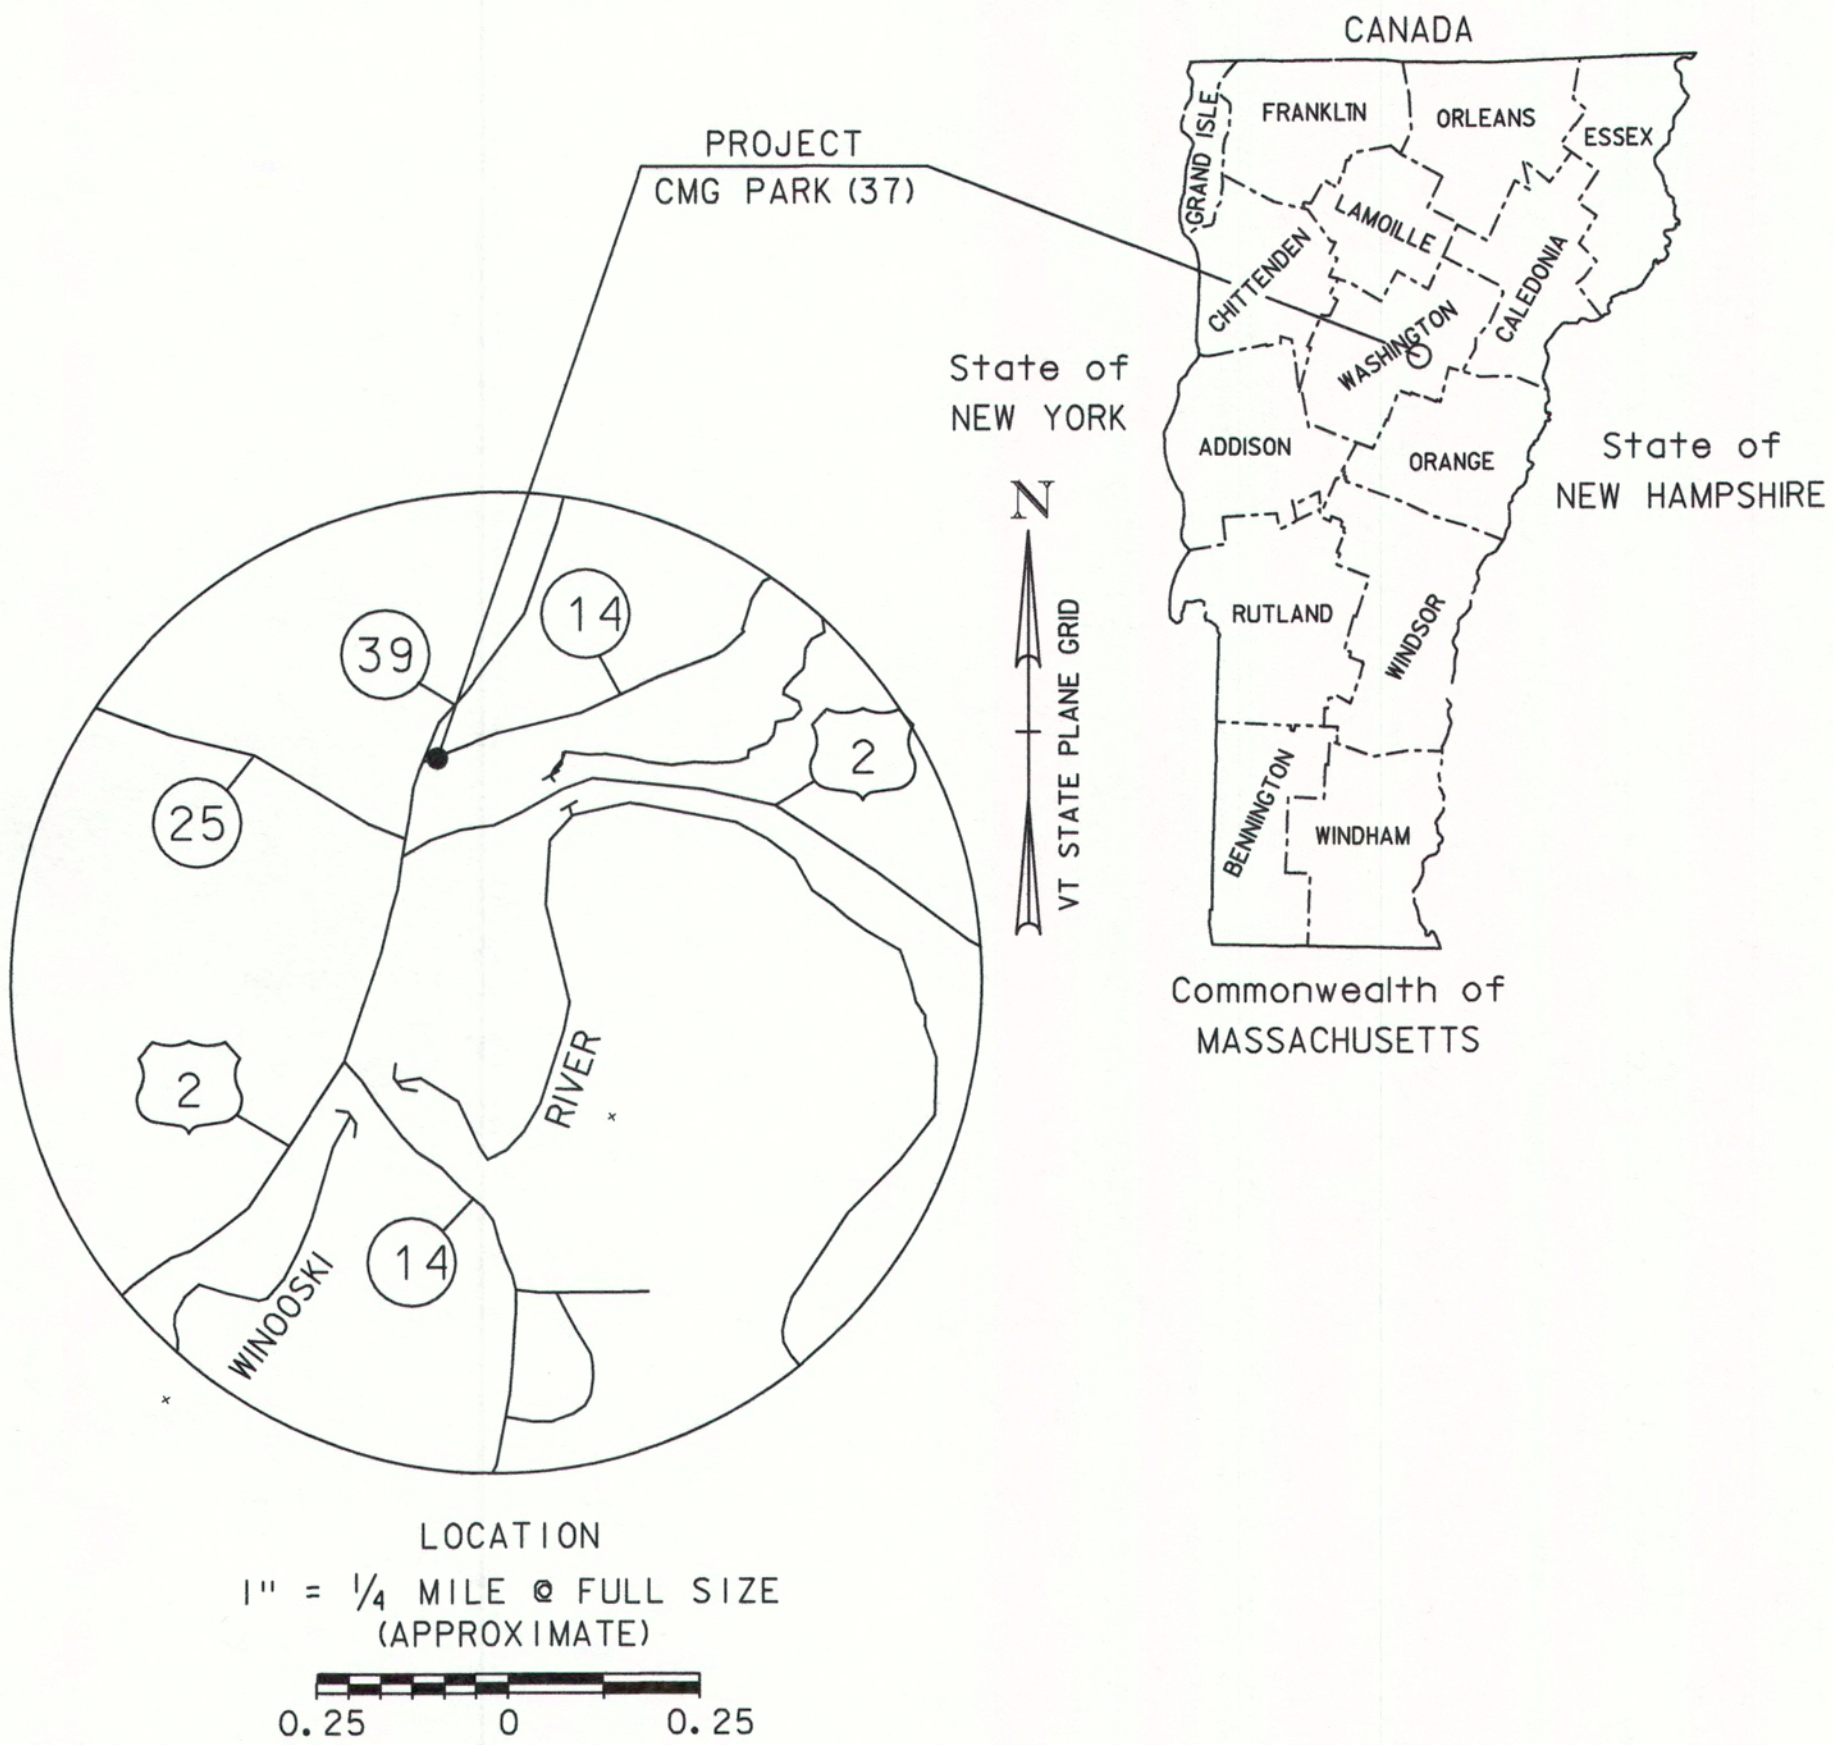 CANADA
PROJECT
CMG PARK (37)
GRAND ISLE
FRANKLIN
ORLEANS
ESSEX
LAMOILLE
CHITTENDEN
CALEDONIA
WASHINGTON
State of
NEW YORK
ADDISON
ORANGE
State of
NEW HAMPSHIRE
N
VT STATE PLANE GRID
RUTLAND
WINDSOR
BENNINGTON
WINDHAM
Commonwealth of
MASSACHUSETTS
39
14
2
25
2
RIVER
14
WINOOSKI
LOCATION
1" = 1/4 MILE @ FULL SIZE
(APPROXIMATE)
0.25 0 0.25